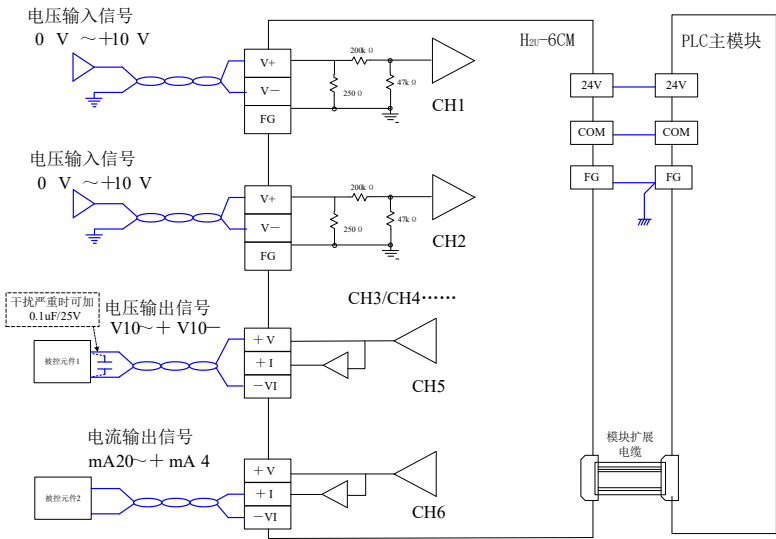 电压输入信号
0 V ～+10 V
V+
V－
FG
200k Ω
250 Ω
47k Ω
CH1
H2U-6CM
PLC主模块
24V
24V
COM
COM
FG
FG
电压输入信号
0 V ～+10 V
V+
V－
FG
200k Ω
250 Ω
47k Ω
CH2
CH3/CH4……
干扰严重时可加
0.1uF/25V
电压输出信号
V10～＋V10－
被控元件1
＋V
＋I
－VI
CH5
电流输出信号
mA20～＋mA 4
被控元件2
＋V
＋I
－VI
CH6
模块扩展
电缆